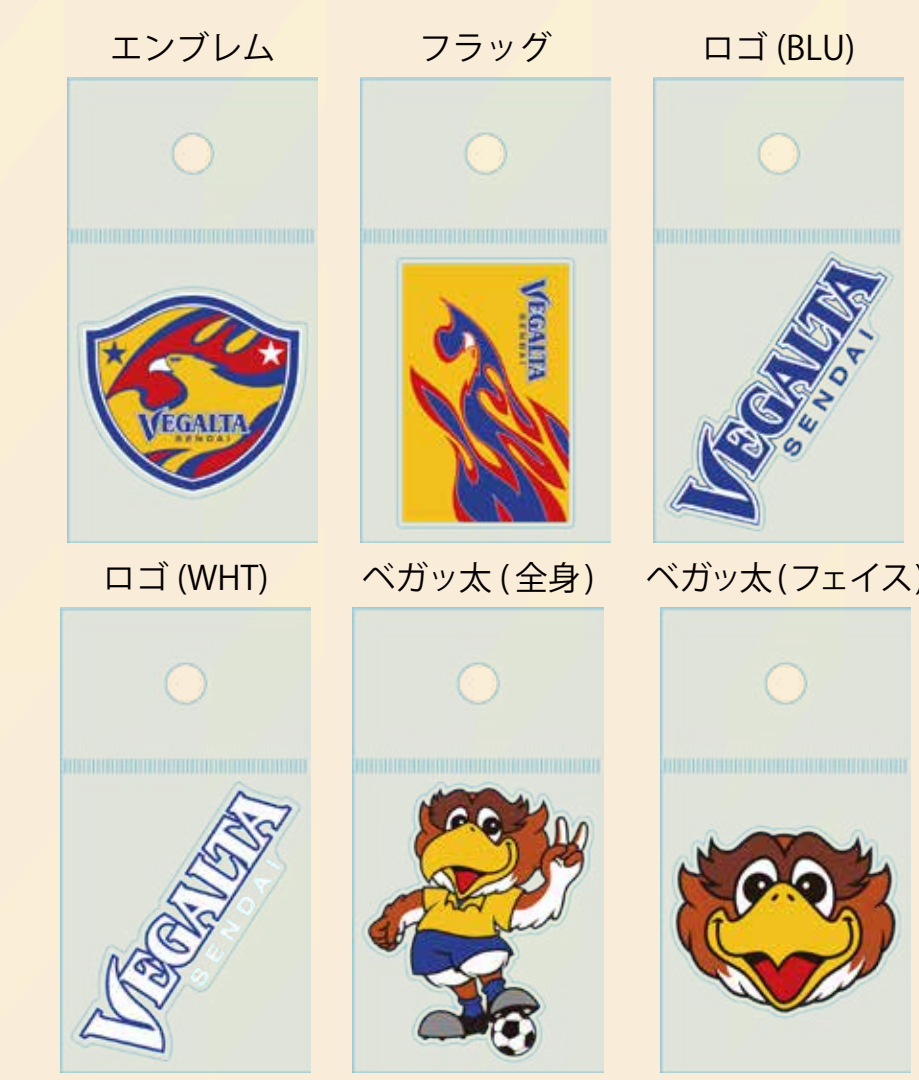 エンブレム
フラッグ
ロゴ (BLU)
VEGALTA
SENDAI
VEGALTA
SENDAI
VEGALTA
SENDAI
ロゴ (WHT)
ベガッ太 (全身)
ベガッ太 (フェイス)
VEGALTA
SENDAI